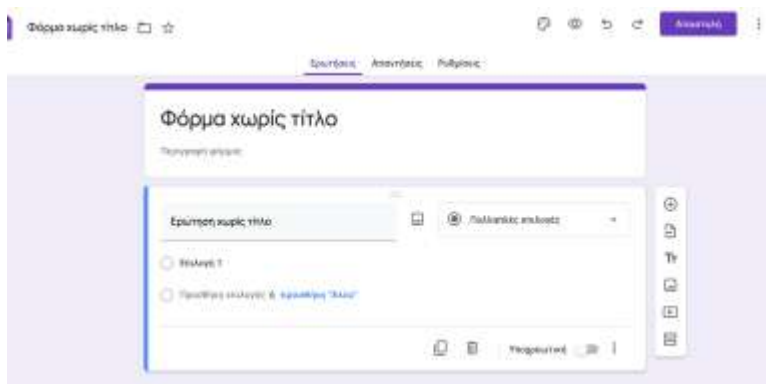 Φόρμα χωρίς τίτλο
Αποστολή
Ερωτήσεις Απαντήσεις Ρυθμίσεις
Φόρμα χωρίς τίτλο
Περιγραφή φόρμας
Ερώτηση χωρίς τίτλο
Πολλαπλές επιλογές
Επιλογή 1
Προσθήκη επιλογής ή προσθήκη "Άλλο"
Υποχρεωτική
Tт